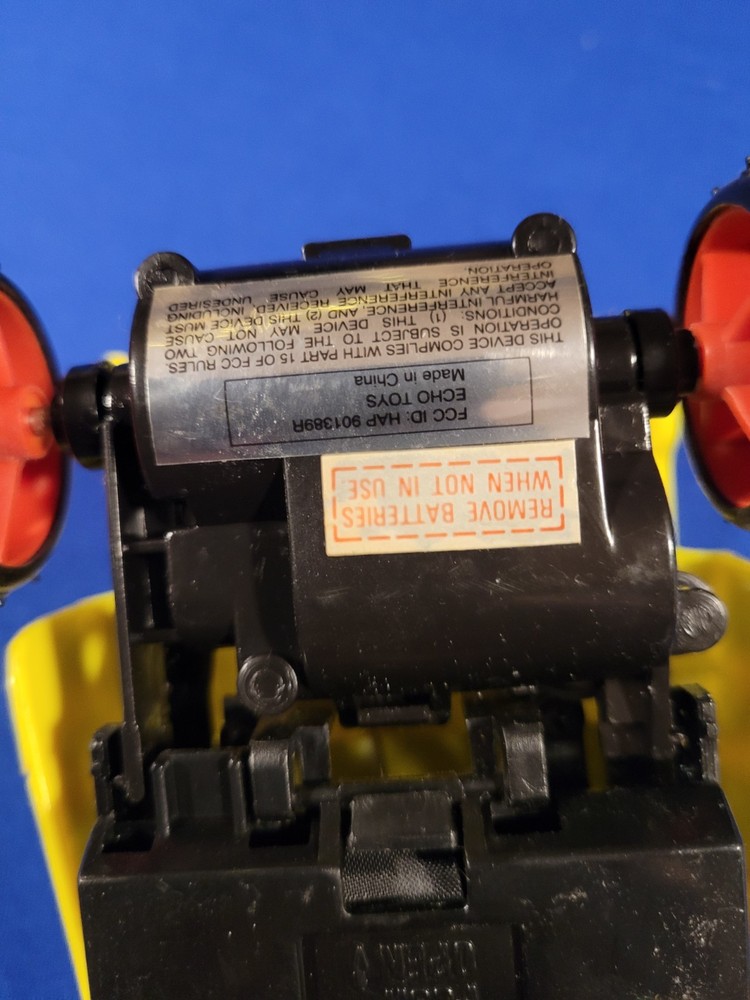 REMOVE BATTERIES
WHEN NOT IN USE
FCC ID: HAP 901389R
ECHO TOYS
Made in China
THIS DEVICE COMPLIES WITH PART 15 OF FCC RULES.
OPERATION IS SUBJECT TO THE FOLLOWING TWO
CONDITIONS: (1) THIS DEVICE MAY NOT CAUSE
HARMFUL INTERFERENCE, AND (2) THIS DEVICE MUST
ACCEPT ANY INTERFERENCE RECEIVED, INCLUDING
INTERFERENCE THAT MAY CAUSE UNDESIRED
OPERATION.